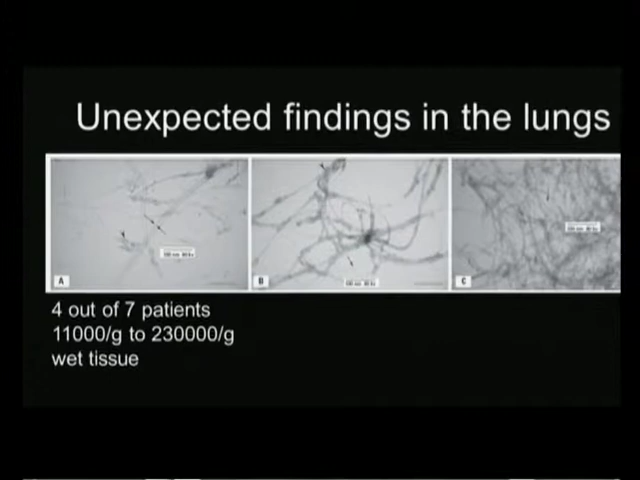 Unexpected findings in the lungs
A
B
C
4 out of 7 patients
11000/g to 230000/g
wet tissue